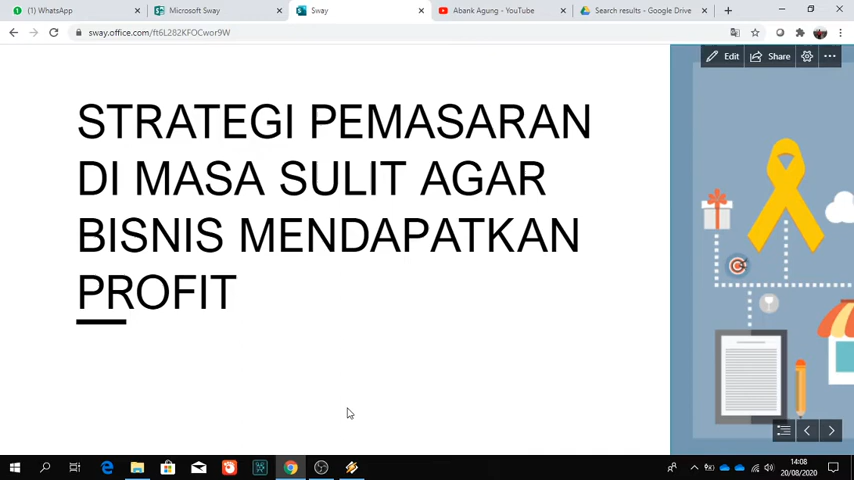 (1) WhatsApp
Microsoft Sway
Sway
Abank Agung - YouTube
Search results - Google Drive
sway.office.com/ft6L282KFOCwor9W
Edit
Share
STRATEGI PEMASARAN
DI MASA SULIT AGAR
BISNIS MENDAPATKAN
PROFIT
14:08
20/08/2020